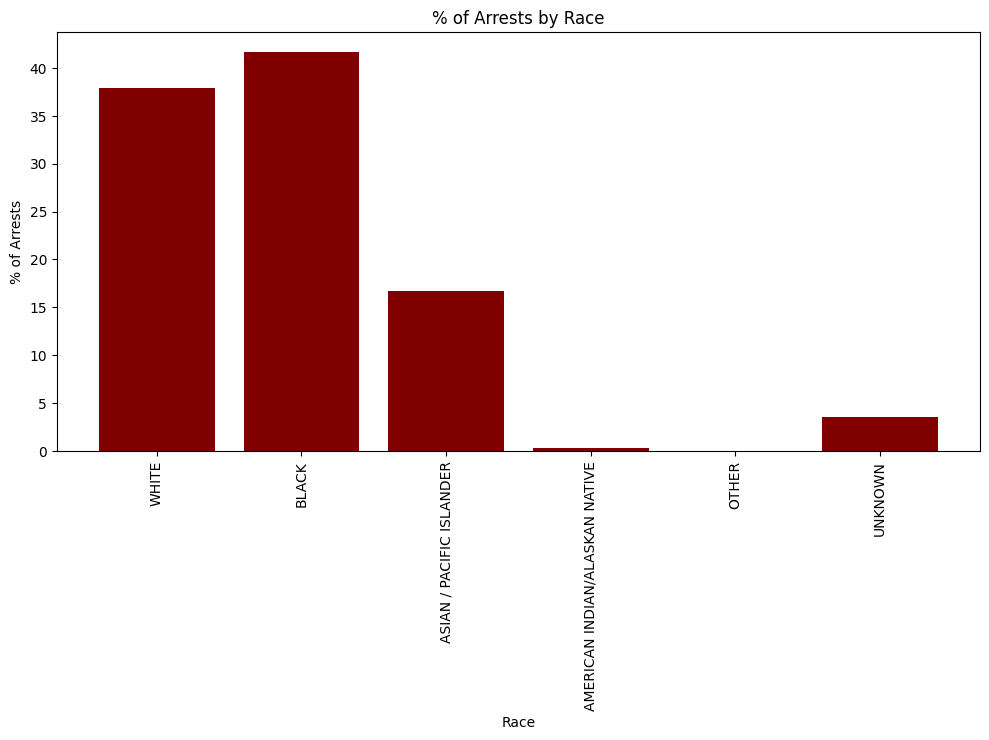 % of Arrests by Race
% of Arrests
40
35
30
25
20
15
10
5
0
WHITE
BLACK
ASIAN / PACIFIC ISLANDER
AMERICAN INDIAN/ALASKAN NATIVE
OTHER
UNKNOWN
Race